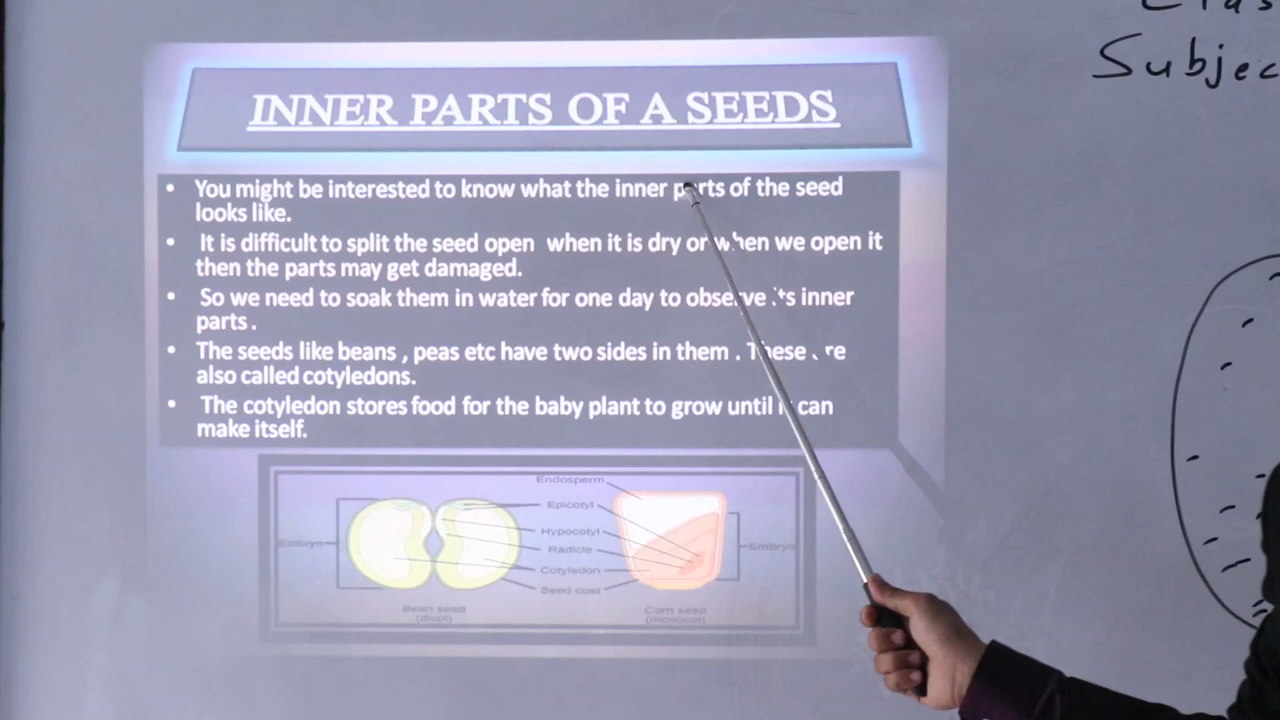 INNER PARTS OF A SEEDS
• You might be interested to know what the inner parts of the seed
looks like.
• It is difficult to split the seed open when it is dry or when we open it
then the parts may get damaged.
• So we need to soak them in water for one day to observe its inner
parts .
• The seeds like beans , peas etc have two sides in them . These are
also called cotyledons.
• The cotyledon stores food for the baby plant to grow until it can
make itself.
Endosperm
Epicotyl
Hypocotyl
Radicle
Cotyledon
Seed coat
Embryo
Embryo
Bean seed
(dicot)
Corn seed
(monocot)
Subjec